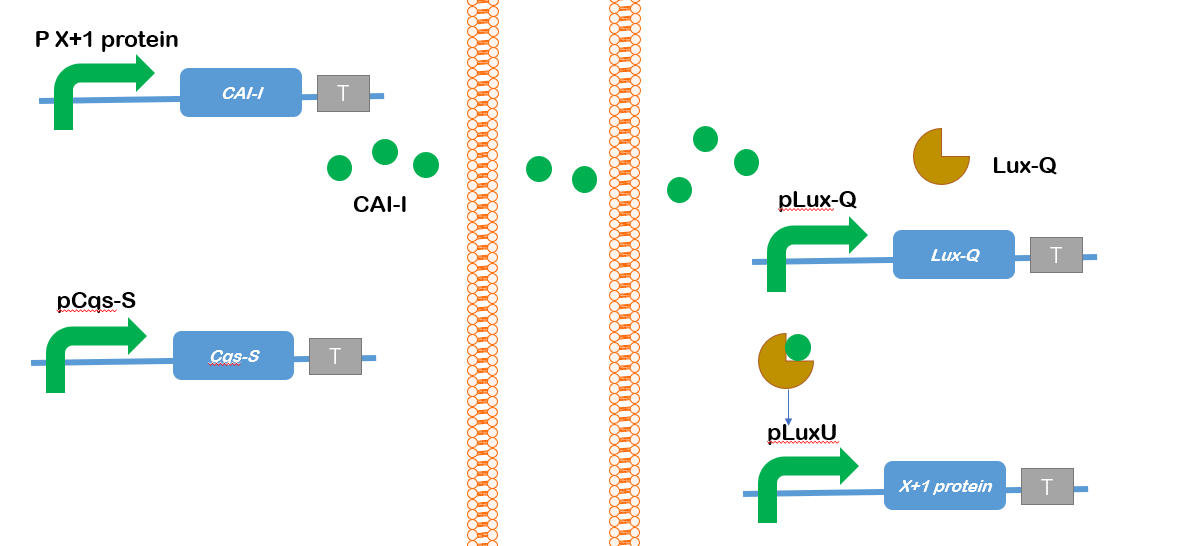 P X+1 protein
CAI-I
T
CAI-I
pCqs-S
Cqs-S
T
Lux-Q
pLux-Q
Lux-Q
T
pLuxU
X+1 protein
T